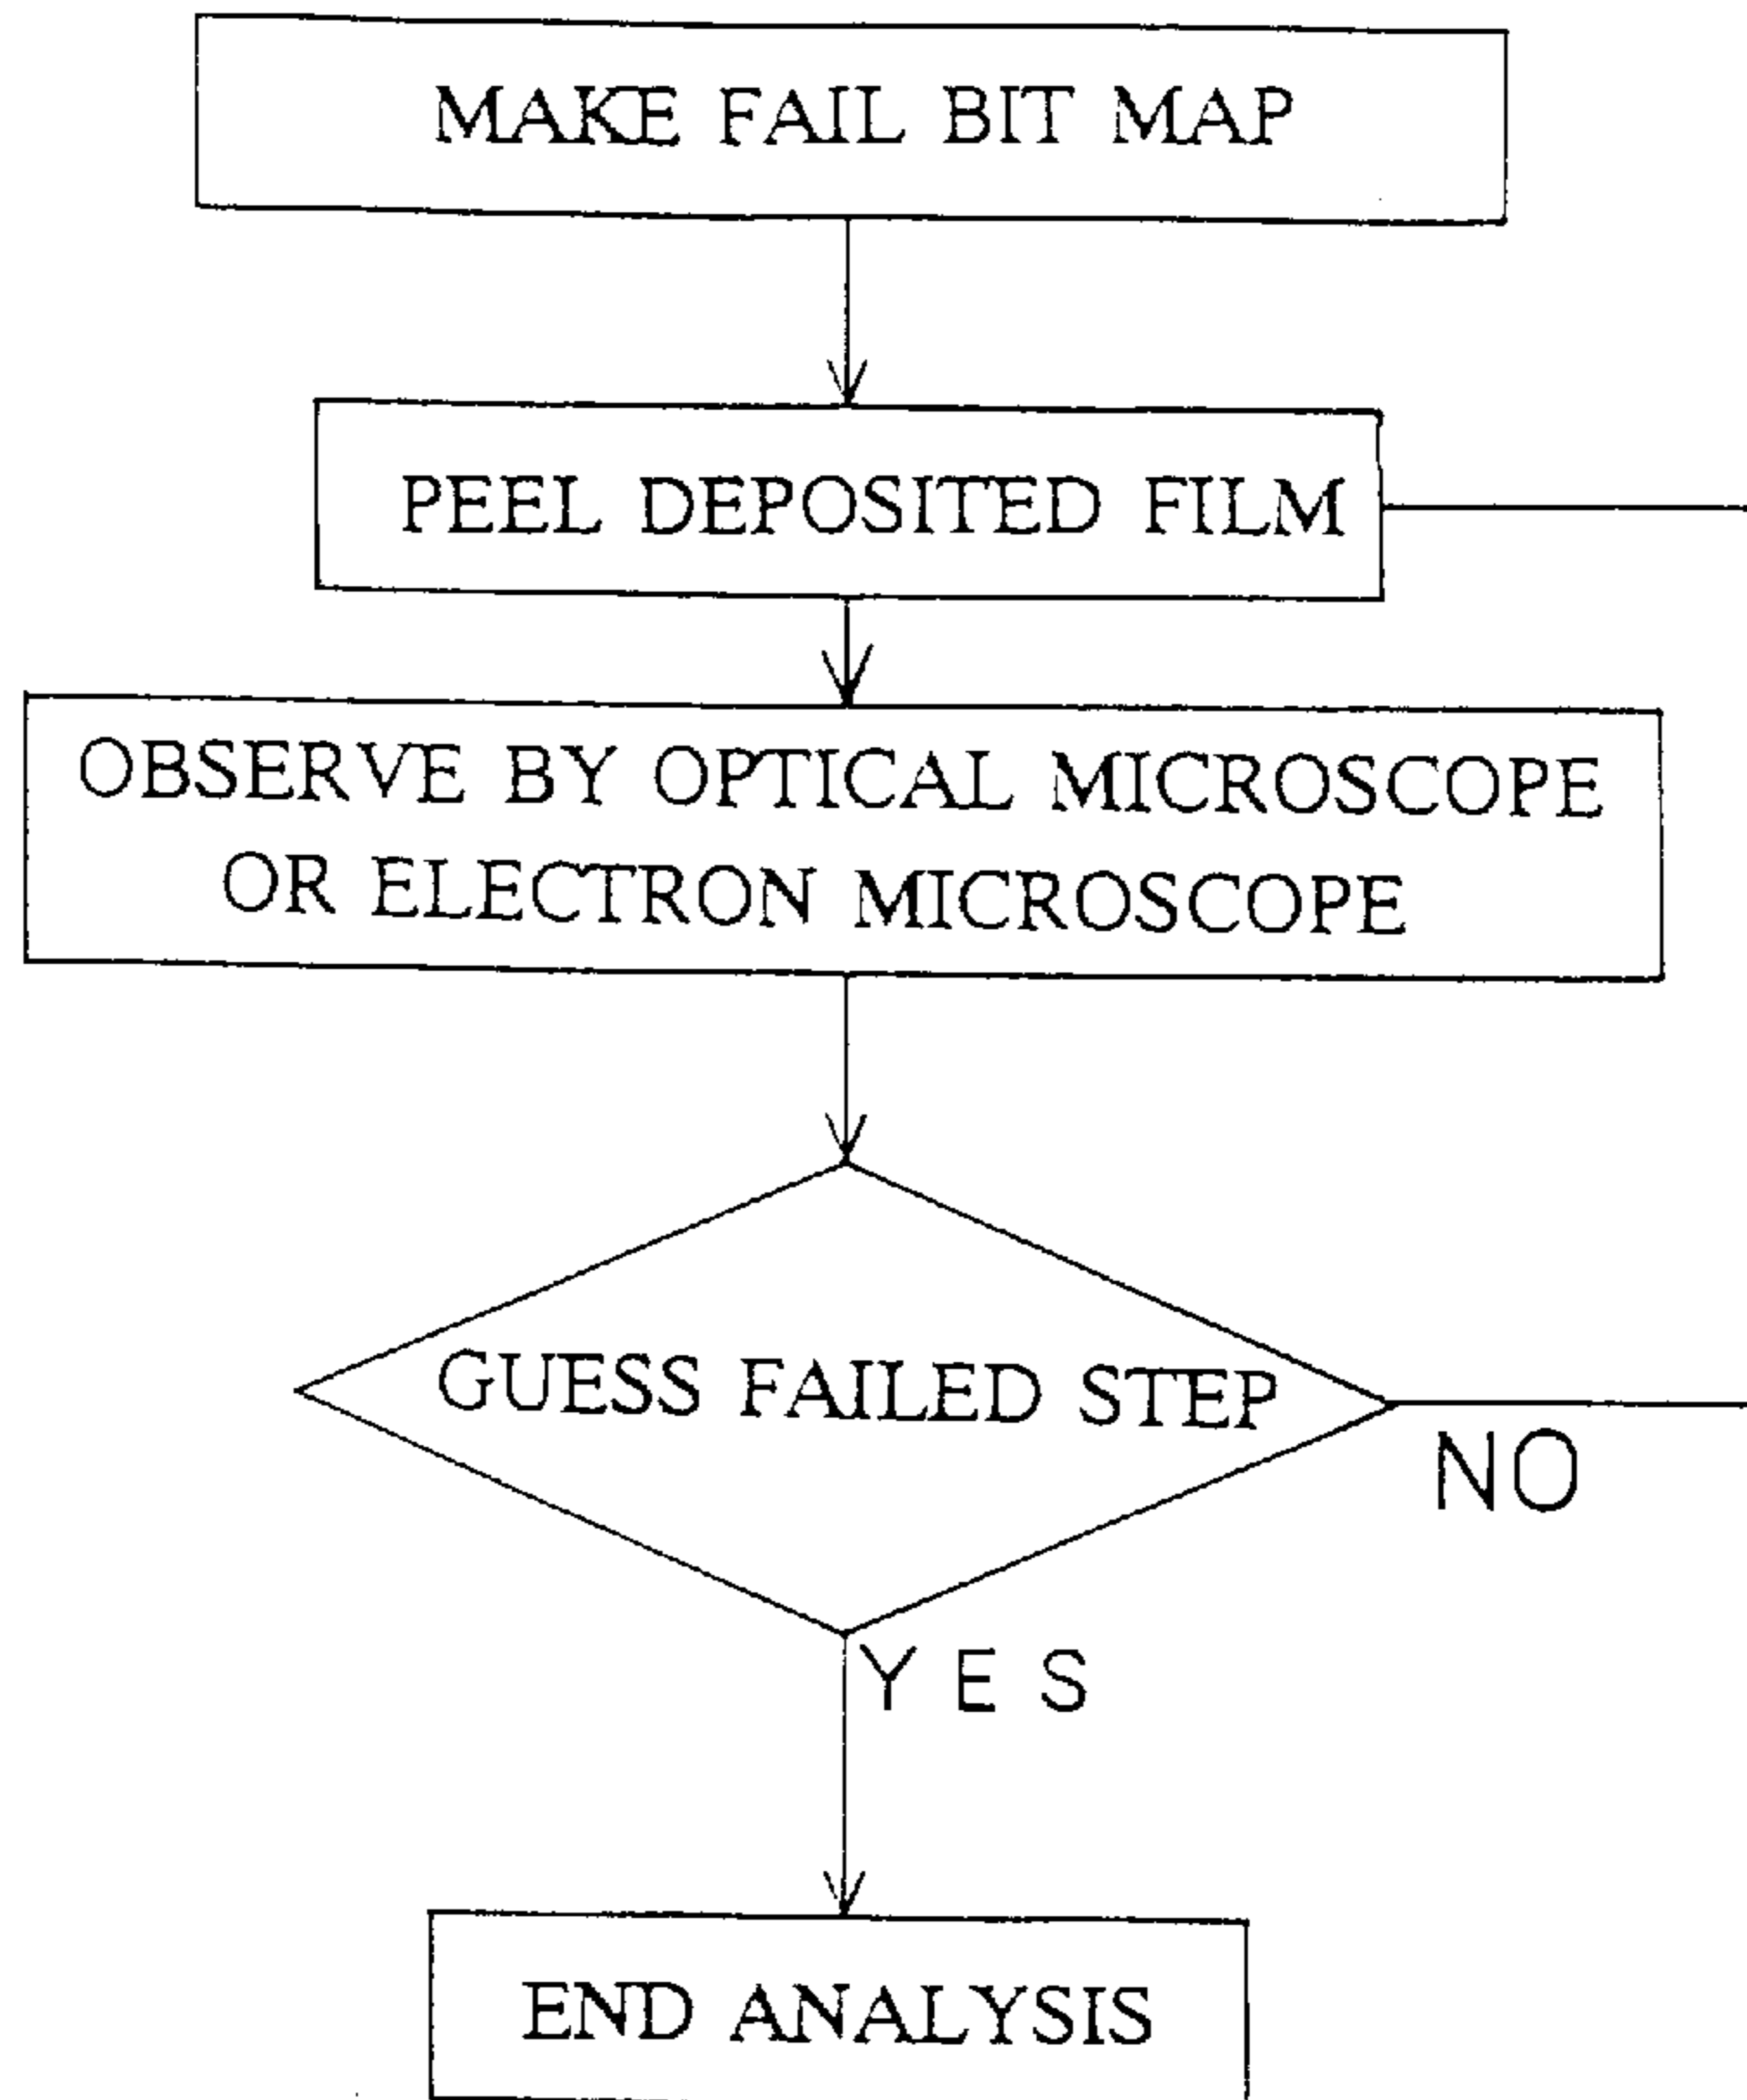 MAKE FAIL BIT MAP
PEEL DEPOSITED FILM
OBSERVE BY OPTICAL MICROSCOPE
OR ELECTRON MICROSCOPE
GUESS FAILED STEP
NO
YES
END ANALYSIS